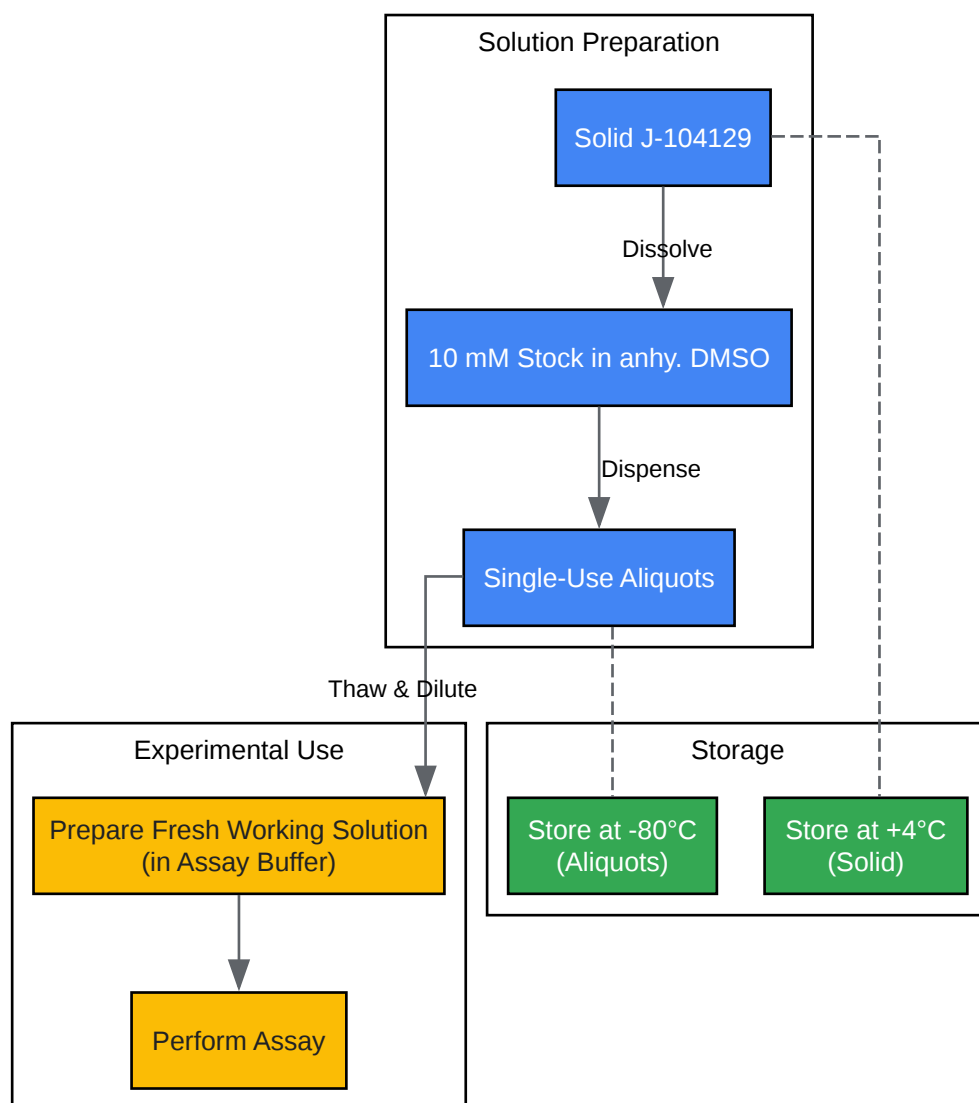 Solution Preparation
Solid J-104129
Dissolve
10 mM Stock in anhy. DMSO
Dispense
Single-Use Aliquots
Thaw & Dilute
Experimental Use
Prepare Fresh Working Solution
(in Assay Buffer)
Perform Assay
Storage
Store at -80°C
(Aliquots)
Store at +4°C
(Solid)